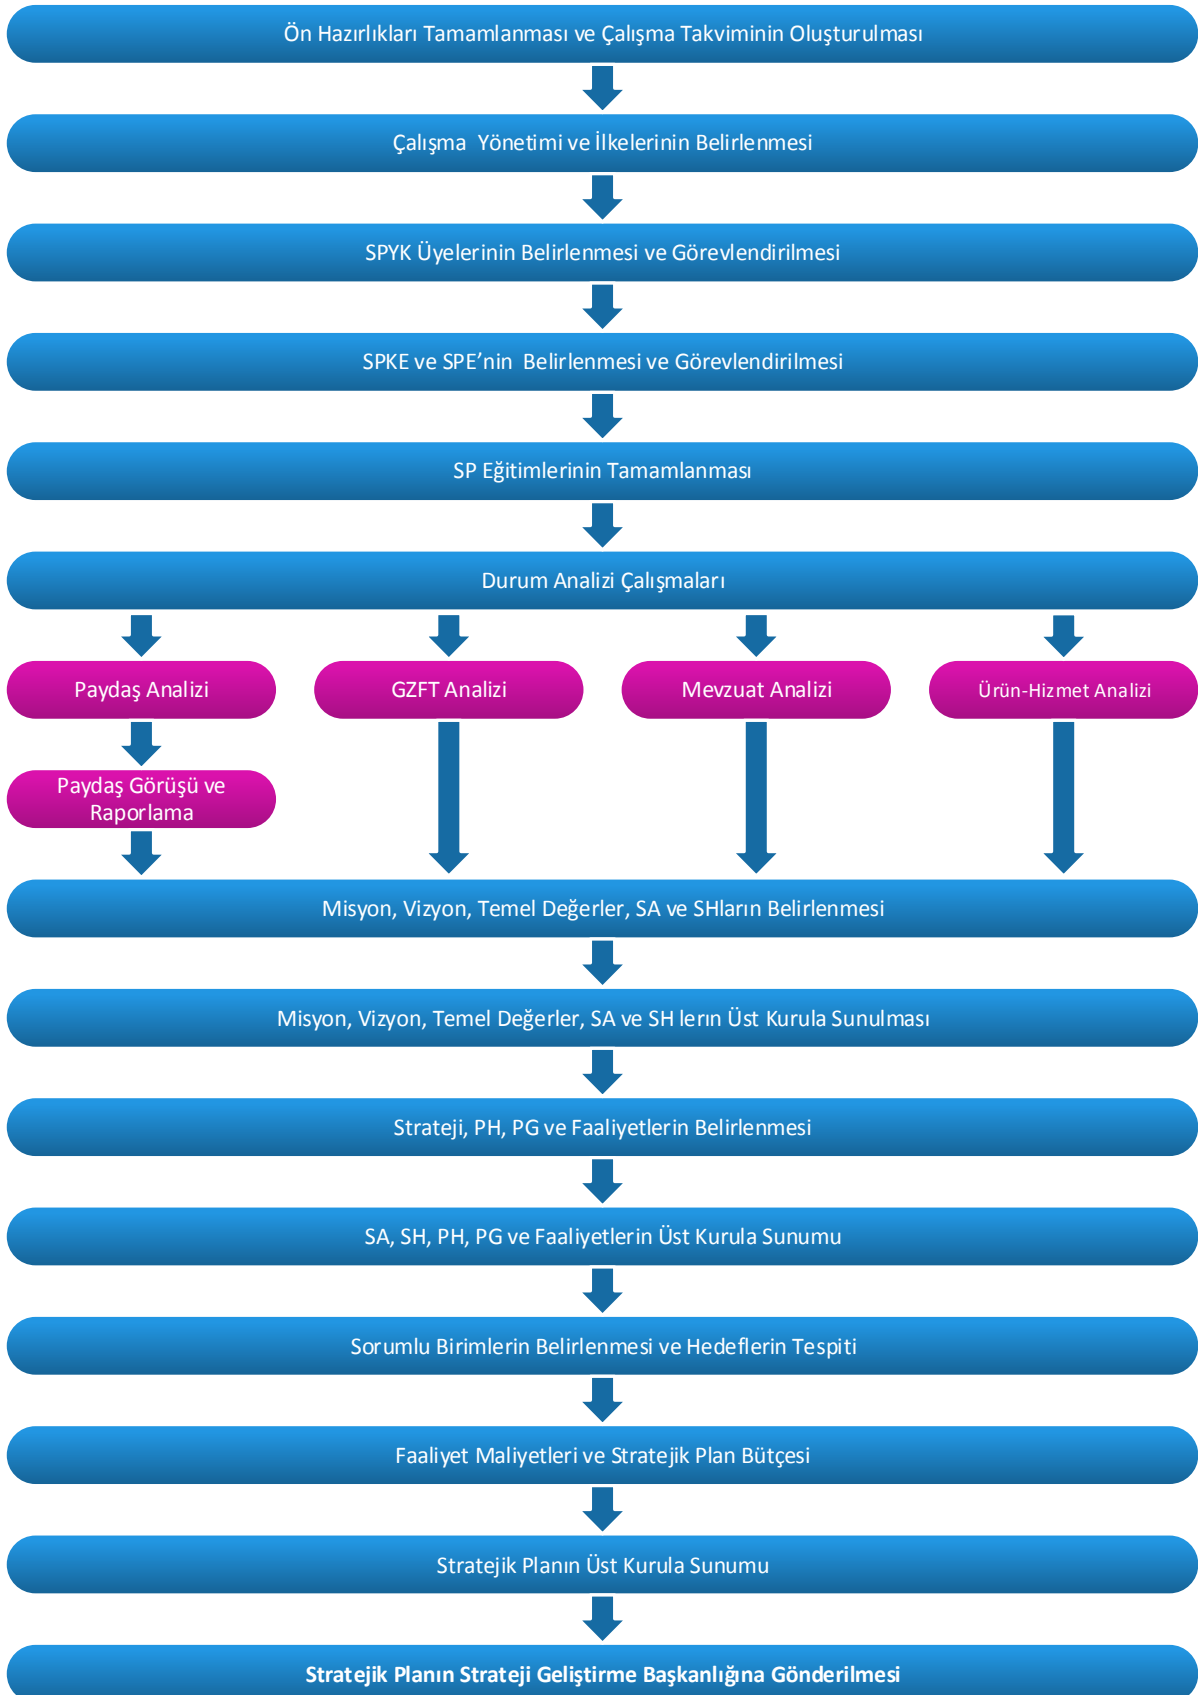 Ön Hazırlıkları Tamamlanması ve Çalışma Takviminin Oluşturulması
Çalışma Yönetimi ve İlkelerinin Belirlenmesi
SPYK Üyelerinin Belirlenmesi ve Görevlendirilmesi
SPKE ve SPE’nin Belirlenmesi ve Görevlendirilmesi
SP Eğitimlerinin Tamamlanması
Durum Analizi Çalışmaları
Paydaş Analizi
GZFT Analizi
Mevzuat Analizi
Ürün-Hizmet Analizi
Paydaş Görüşü ve
Raporlama
Misyon, Vizyon, Temel Değerler, SA ve SHların Belirlenmesi
Misyon, Vizyon, Temel Değerler, SA ve SH lerın Üst Kurula Sunulması
Strateji, PH, PG ve Faaliyetlerin Belirlenmesi
SA, SH, PH, PG ve Faaliyetlerin Üst Kurula Sunumu
Sorumlu Birimlerin Belirlenmesi ve Hedeflerin Tespiti
Faaliyet Maliyetleri ve Stratejik Plan Bütçesi
Stratejik Planın Üst Kurula Sunumu
Stratejik Planın Strateji Geliştirme Başkanlığına Gönderilmesi